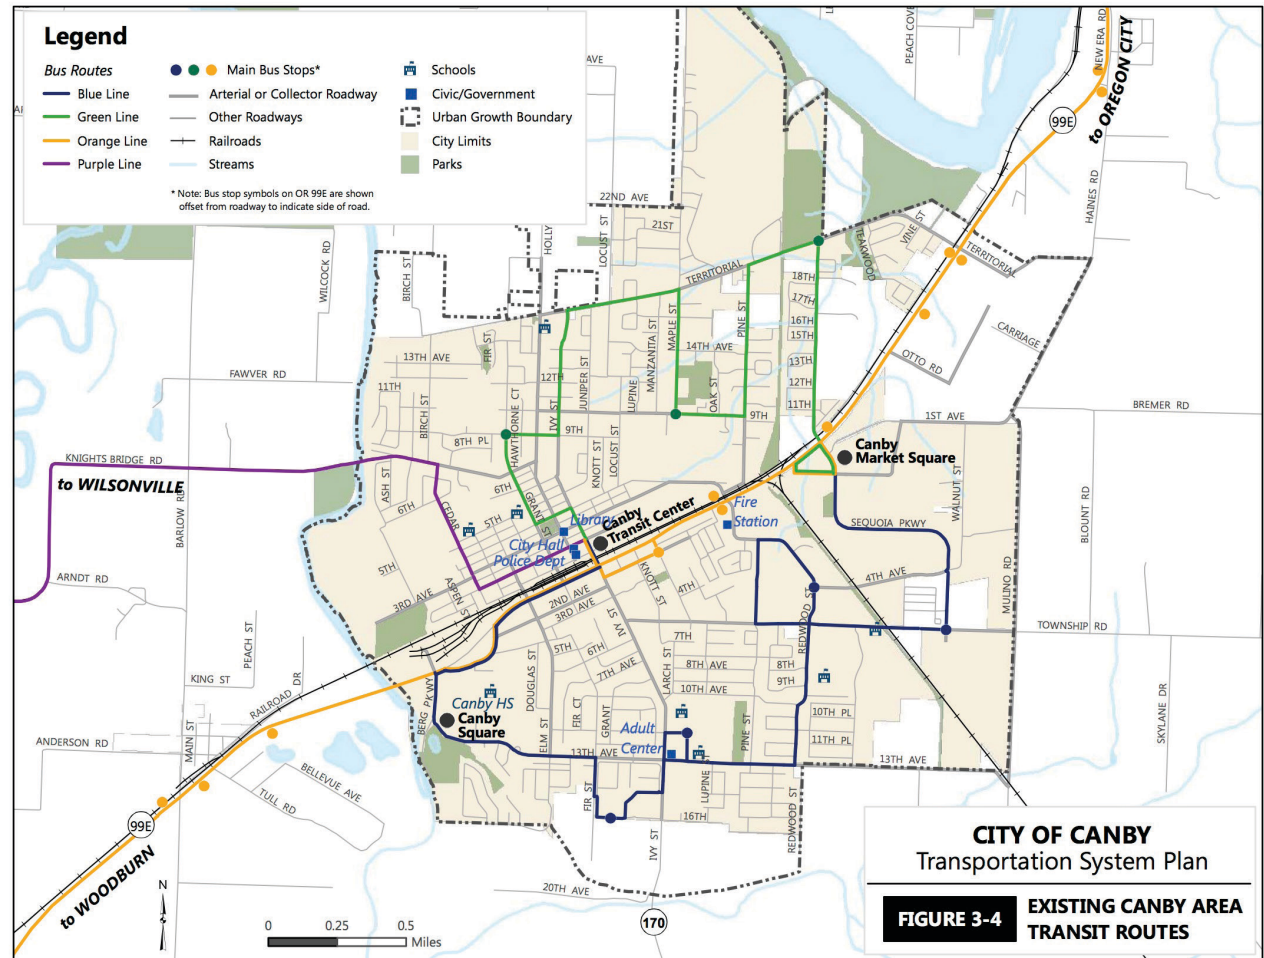 Legend
Bus Routes
Blue Line
Green Line
Orange Line
Purple Line
Main Bus Stops*
Arterial or Collector Roadway
Other Roadways
Railroads
Streams
* Note: Bus stop symbols on OR 99E are shown
offset from roadway to indicate side of road.
Schools
Civic/Government
Urban Growth Boundary
City Limits
Parks
AVE
PEACH COVE
NEW ERA RD
to OREGON CITY
99E
HAINES RD
22ND AVE
21ST
HOLLY
LOCUST ST
WILCOCK RD
BIRCH ST
TERRITORIAL
TEAKWOOD
VINE ST
TERRITORIAL
18TH
17TH
16TH
15TH
13TH
12TH
11TH
CARRIAGE
OTTO RD
FIR ST
13TH AVE
FAWVER RD
11TH
BIRCH ST
8TH PL
HAWTHORNE CT
12TH
IVY ST
JUNIPER ST
LUPINE
MANZANITA ST
MAPLE ST
14TH AVE
PINE ST
OAK ST
9TH
9TH
KNOTT ST
LOCUST ST
1ST AVE
BREMER RD
KNIGHTS BRIDGE RD
to WILSONVILLE
BARLOW RD
ASH ST
6TH
CEDAR
5TH
6TH
GRANT ST
Library
Canby
Transit Center
City Hall
Police Dept
Fire
Station
Canby
Market Square
WALNUT ST
SEQUOIA PKWY
BLOUNT RD
ARNDT RD
5TH
3RD AVE
ASPEN ST
2ND AVE
3RD AVE
IVY ST
KNOTT ST
4TH
REDWOOD ST
4TH AVE
MULINO RD
TOWNSHIP RD
PEACH ST
KING ST
RAILROAD DR
MAIN ST
ANDERSON RD
BELLEVUE AVE
TULL RD
99E
to WOODBURN
BERG PKWY
Canby HS
Canby
Square
DOUGLAS ST
5TH
6TH
7TH AVE
ELM ST
FIR CT
GRANT
13TH AVE
LARCH ST
7TH
8TH AVE
10TH AVE
8TH
9TH
10TH PL
11TH PL
PINE ST
Adult
Center
LUPINE ST
FIR ST
16TH
IVY ST
REDWOOD ST
13TH AVE
SKYLANE DR
20TH AVE
170
N
0 0.25 0.5
Miles
CITY OF CANBY
Transportation System Plan
FIGURE 3-4
EXISTING CANBY AREA
TRANSIT ROUTES